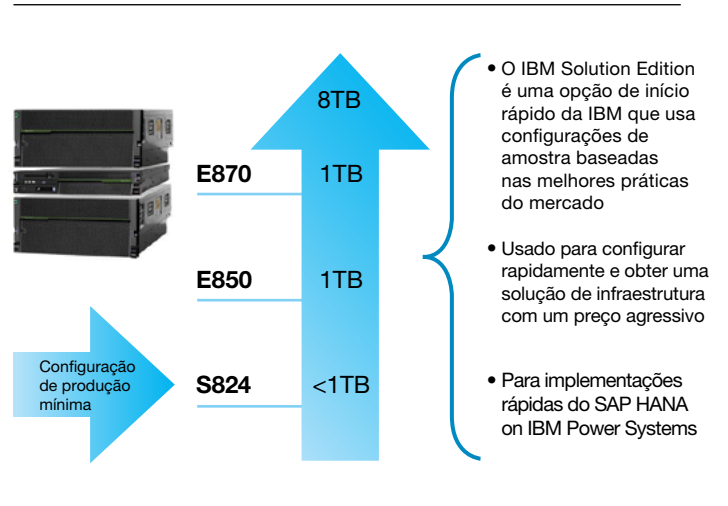 8TB
E870 1TB
E850 1TB
S824 <1TB
Configuração
de produção
mínima
• O IBM Solution Edition
é uma opção de início
rápido da IBM que usa
configurações de
amostra baseadas
nas melhores práticas
do mercado
• Usado para configurar
rapidamente e obter uma
solução de infraestrutura
com um preço agressivo
• Para implementações
rápidas do SAP HANA
on IBM Power Systems